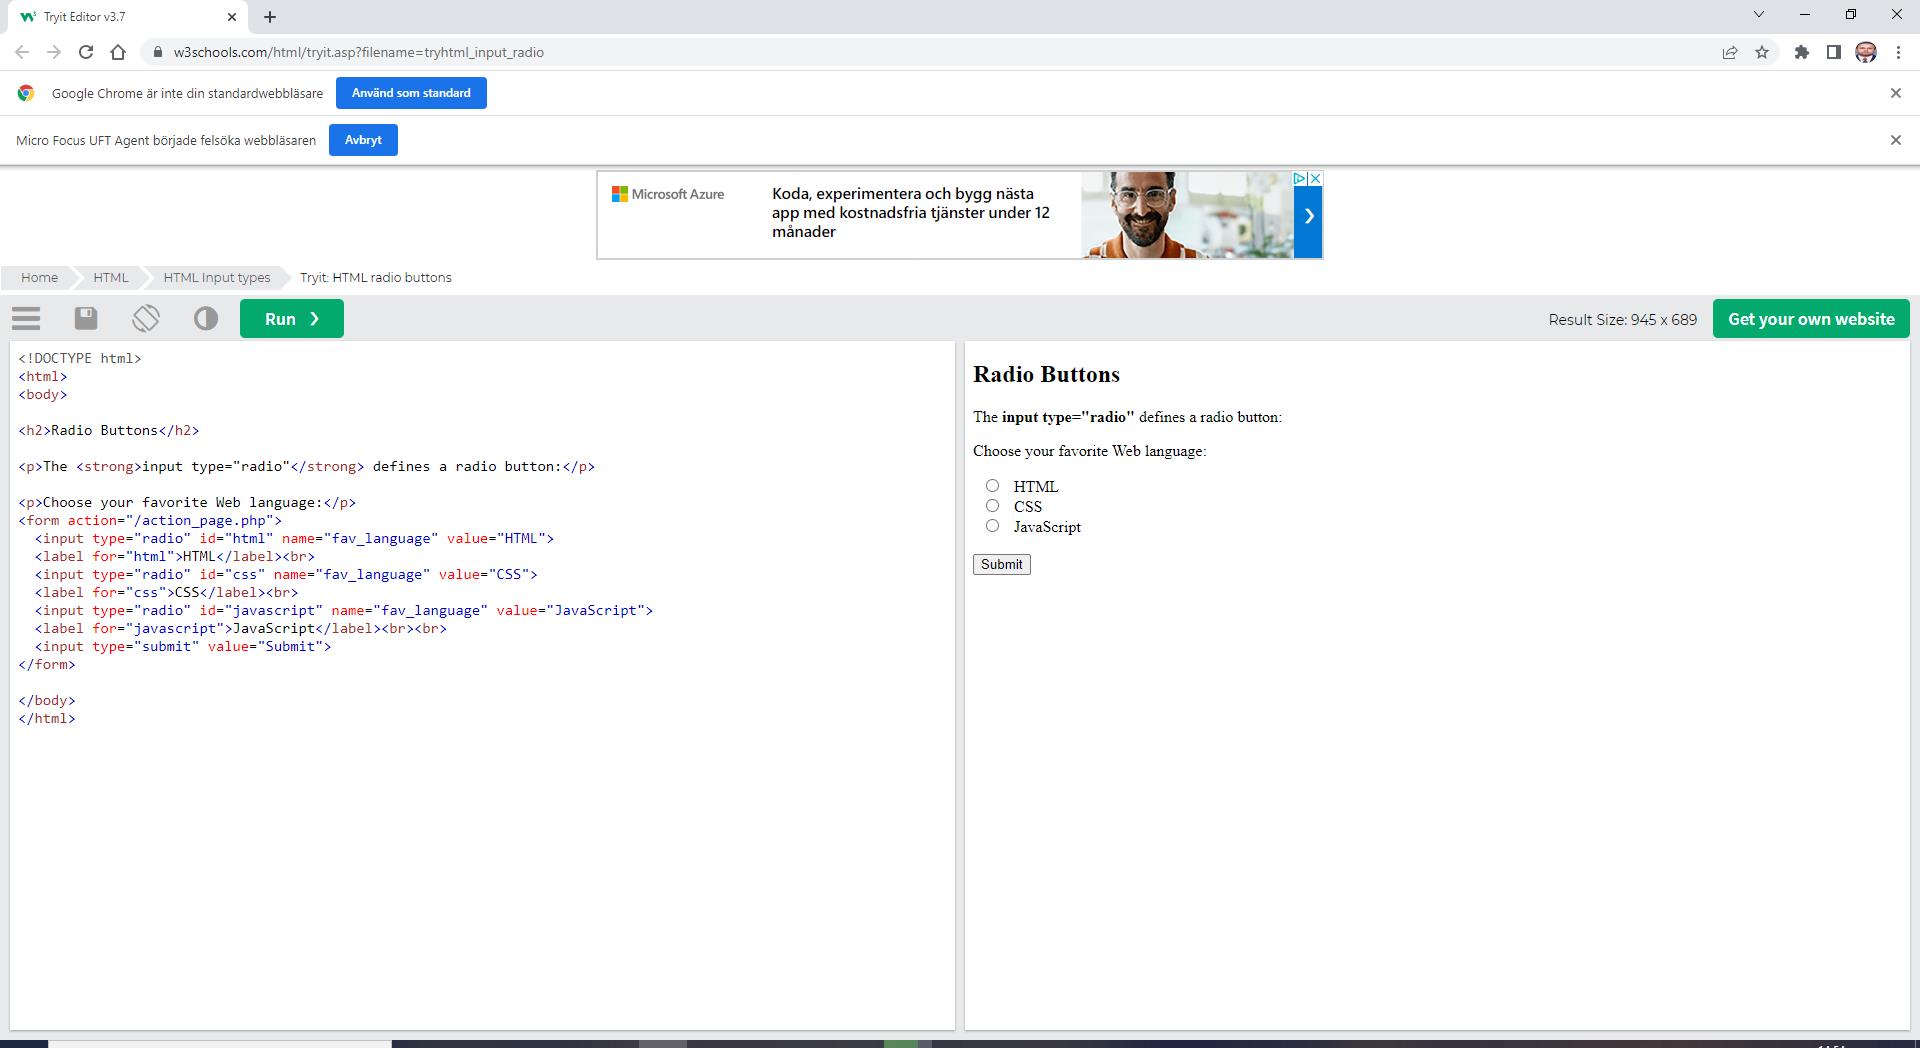 Tryit Editor v3.7
w3schools.com/html/tryit.asp?filename=tryhtml_input_radio
Google Chrome är inte din standardwebbläsare
Använd som standard
Micro Focus UFT Agent började felsöka webbläsaren
Avbryt
Microsoft Azure
Koda, experimentera och bygg nästa
app med kostnadsfria tjänster under 12
månader
Home
HTML
HTML Input types
Tryit: HTML radio buttons
Run ❯
Result Size: 945 x 689
Get your own website
<!DOCTYPE html>
<html>
<body>
<h2>Radio Buttons</h2>
<p>The <strong>input type="radio"</strong> defines a radio button:</p>
<p>Choose your favorite Web language:</p>
<form action="/action_page.php">
  <input type="radio" id="html" name="fav_language" value="HTML">
  <label for="html">HTML</label><br>
  <input type="radio" id="css" name="fav_language" value="CSS">
  <label for="css">CSS</label><br>
  <input type="radio" id="javascript" name="fav_language" value="JavaScript">
  <label for="javascript">JavaScript</label><br><br>
  <input type="submit" value="Submit">
</form>
</body>
</html>
Radio Buttons
The input type="radio" defines a radio button:
Choose your favorite Web language:
HTML
CSS
JavaScript
Submit